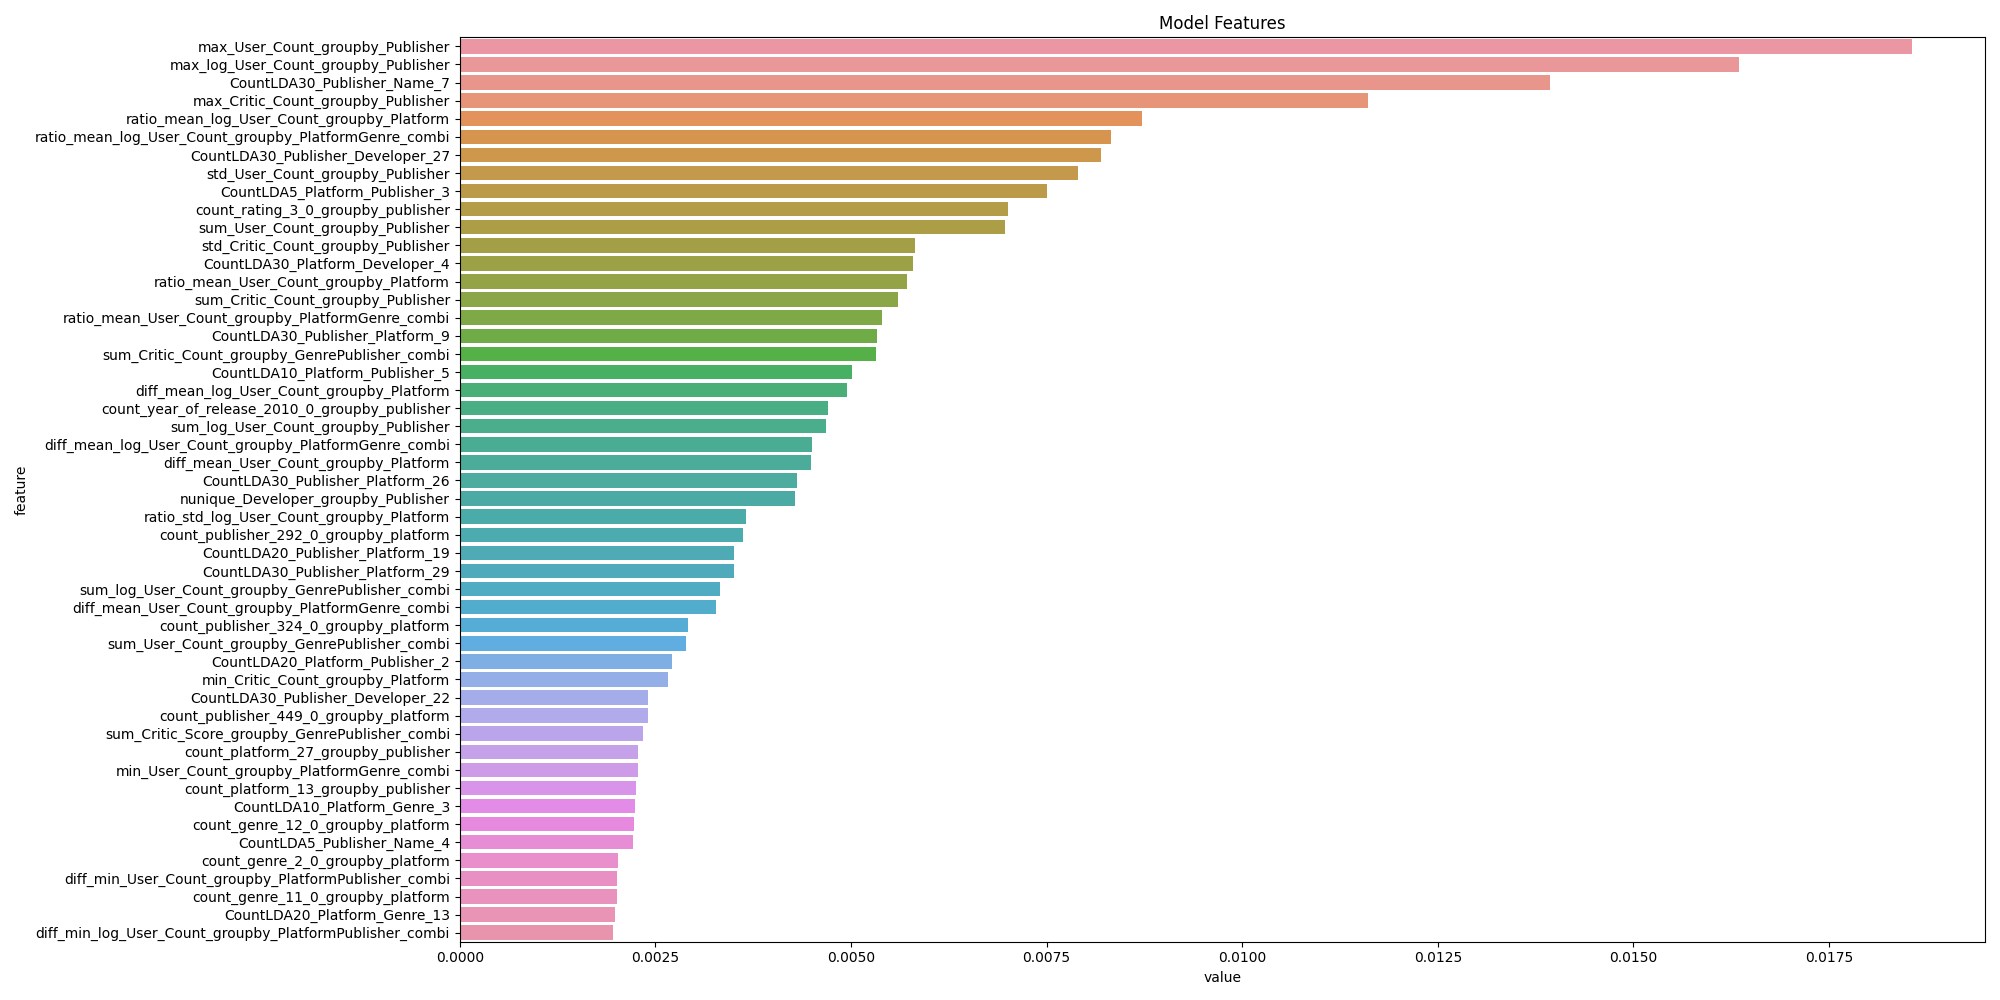 Model Features
max_User_Count_groupby_Publisher
max_log_User_Count_groupby_Publisher
CountLDA30_Publisher_Name_7
max_Critic_Count_groupby_Publisher
ratio_mean_log_User_Count_groupby_Platform
ratio_mean_log_User_Count_groupby_PlatformGenre_combi
CountLDA30_Publisher_Developer_27
std_User_Count_groupby_Publisher
CountLDA5_Platform_Publisher_3
count_rating_3_0_groupby_publisher
sum_User_Count_groupby_Publisher
std_Critic_Count_groupby_Publisher
CountLDA30_Platform_Developer_4
ratio_mean_User_Count_groupby_Platform
sum_Critic_Count_groupby_Publisher
ratio_mean_User_Count_groupby_PlatformGenre_combi
CountLDA30_Publisher_Platform_9
sum_Critic_Count_groupby_GenrePublisher_combi
CountLDA10_Platform_Publisher_5
diff_mean_log_User_Count_groupby_Platform
count_year_of_release_2010_0_groupby_publisher
sum_log_User_Count_groupby_Publisher
diff_mean_log_User_Count_groupby_PlatformGenre_combi
diff_mean_User_Count_groupby_Platform
CountLDA30_Publisher_Platform_26
nunique_Developer_groupby_Publisher
ratio_std_log_User_Count_groupby_Platform
count_publisher_292_0_groupby_platform
CountLDA20_Publisher_Platform_19
CountLDA30_Publisher_Platform_29
sum_log_User_Count_groupby_GenrePublisher_combi
diff_mean_User_Count_groupby_PlatformGenre_combi
count_publisher_324_0_groupby_platform
sum_User_Count_groupby_GenrePublisher_combi
CountLDA20_Platform_Publisher_2
min_Critic_Count_groupby_Platform
CountLDA30_Publisher_Developer_22
count_publisher_449_0_groupby_platform
sum_Critic_Score_groupby_GenrePublisher_combi
count_platform_27_groupby_publisher
min_User_Count_groupby_PlatformGenre_combi
count_platform_13_groupby_publisher
CountLDA10_Platform_Genre_3
count_genre_12_0_groupby_platform
CountLDA5_Publisher_Name_4
count_genre_2_0_groupby_platform
diff_min_User_Count_groupby_PlatformPublisher_combi
count_genre_11_0_groupby_platform
CountLDA20_Platform_Genre_13
diff_min_log_User_Count_groupby_PlatformPublisher_combi
feature
0.0000 0.0025 0.0050 0.0075 0.0100 0.0125 0.0150 0.0175
value